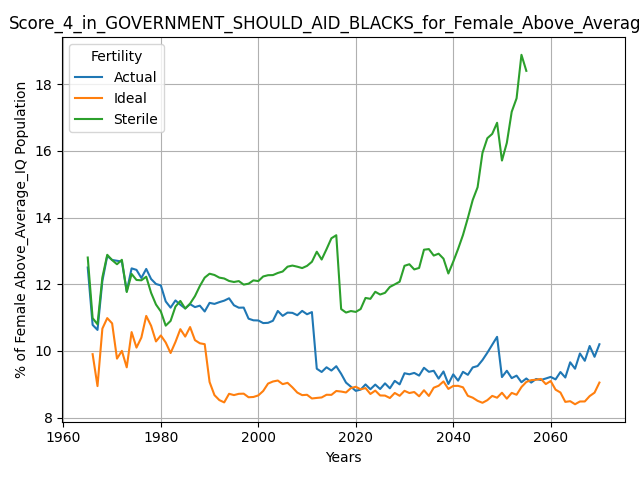 Score_4_in_GOVERNMENT_SHOULD_AID_BLACKS_for_Female_Above_Averag
% of Female Above_Average_IQ Population
Fertility
Actual
Ideal
Sterile
18
16
14
12
10
8
1960 1980 2000 2020 2040 2060
Years